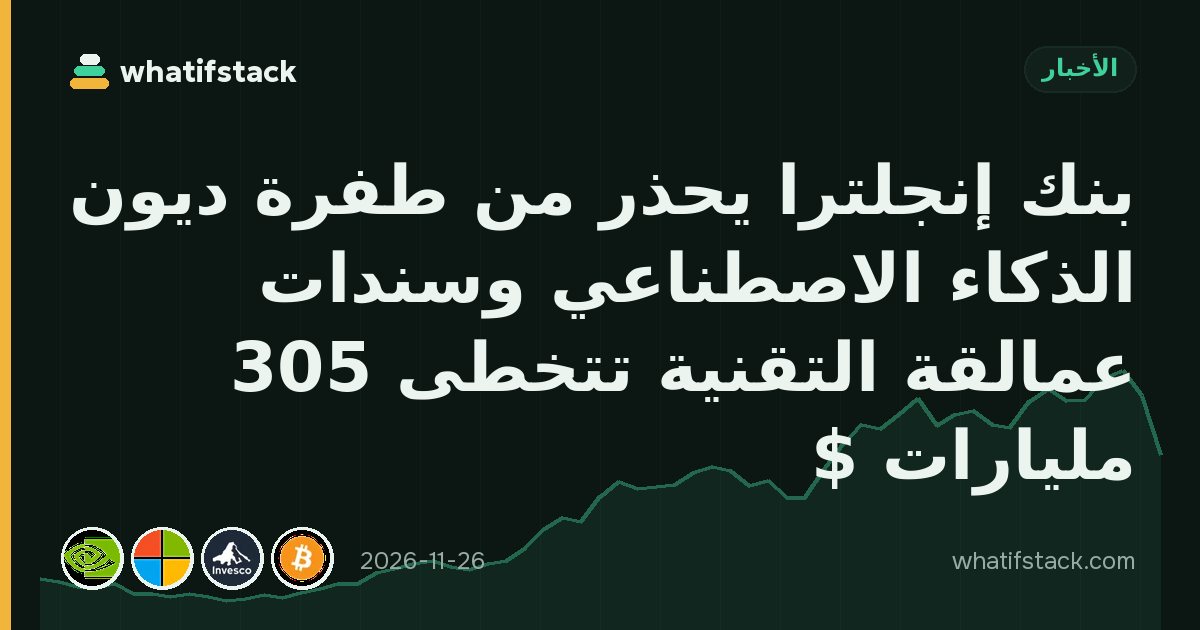 whatifstack
الأخبار
بنك إنجلترا يحذر من طفرة ديون
الذكاء الاصطناعي وسندات
عمالقة التقنية تتخطى 305
مليارات $
Invesco
2026-11-26
whatifstack.com